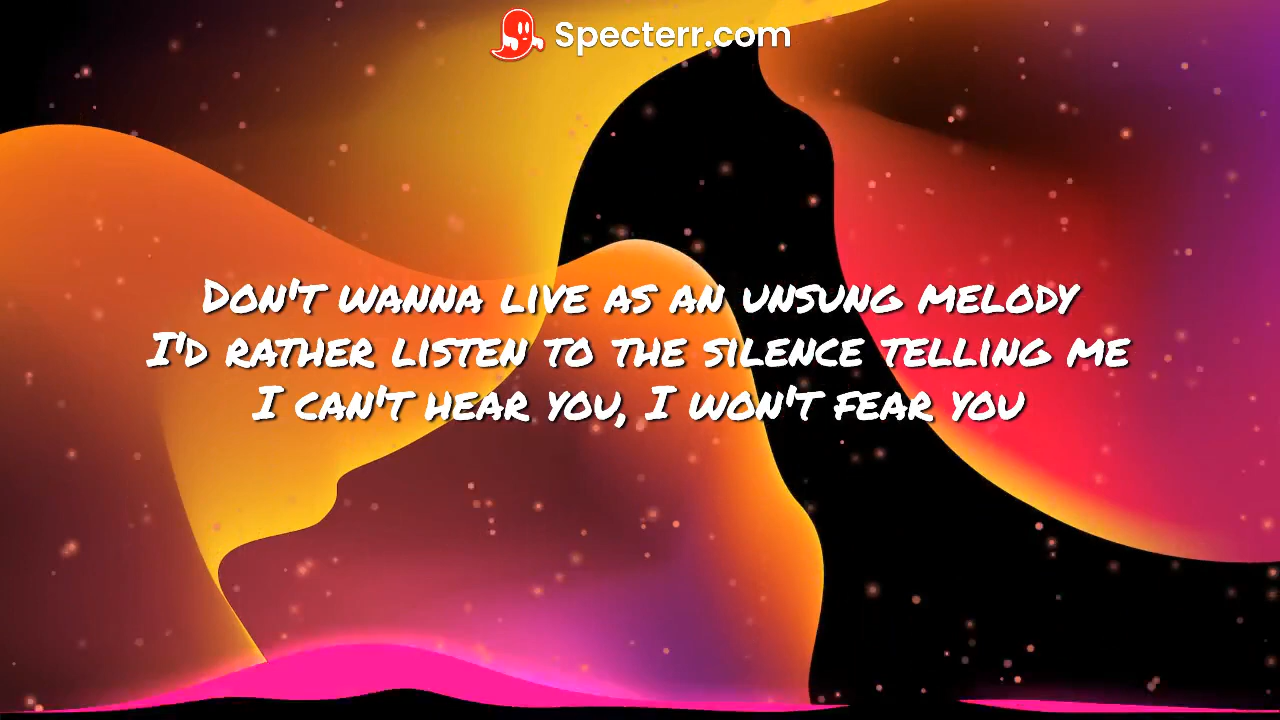 Specterr.com
DON'T WANNA LIVE AS AN UNSUNG MELODY
I'D RATHER LISTEN TO THE SILENCE TELLING ME
I CAN'T HEAR YOU, I WON'T FEAR YOU